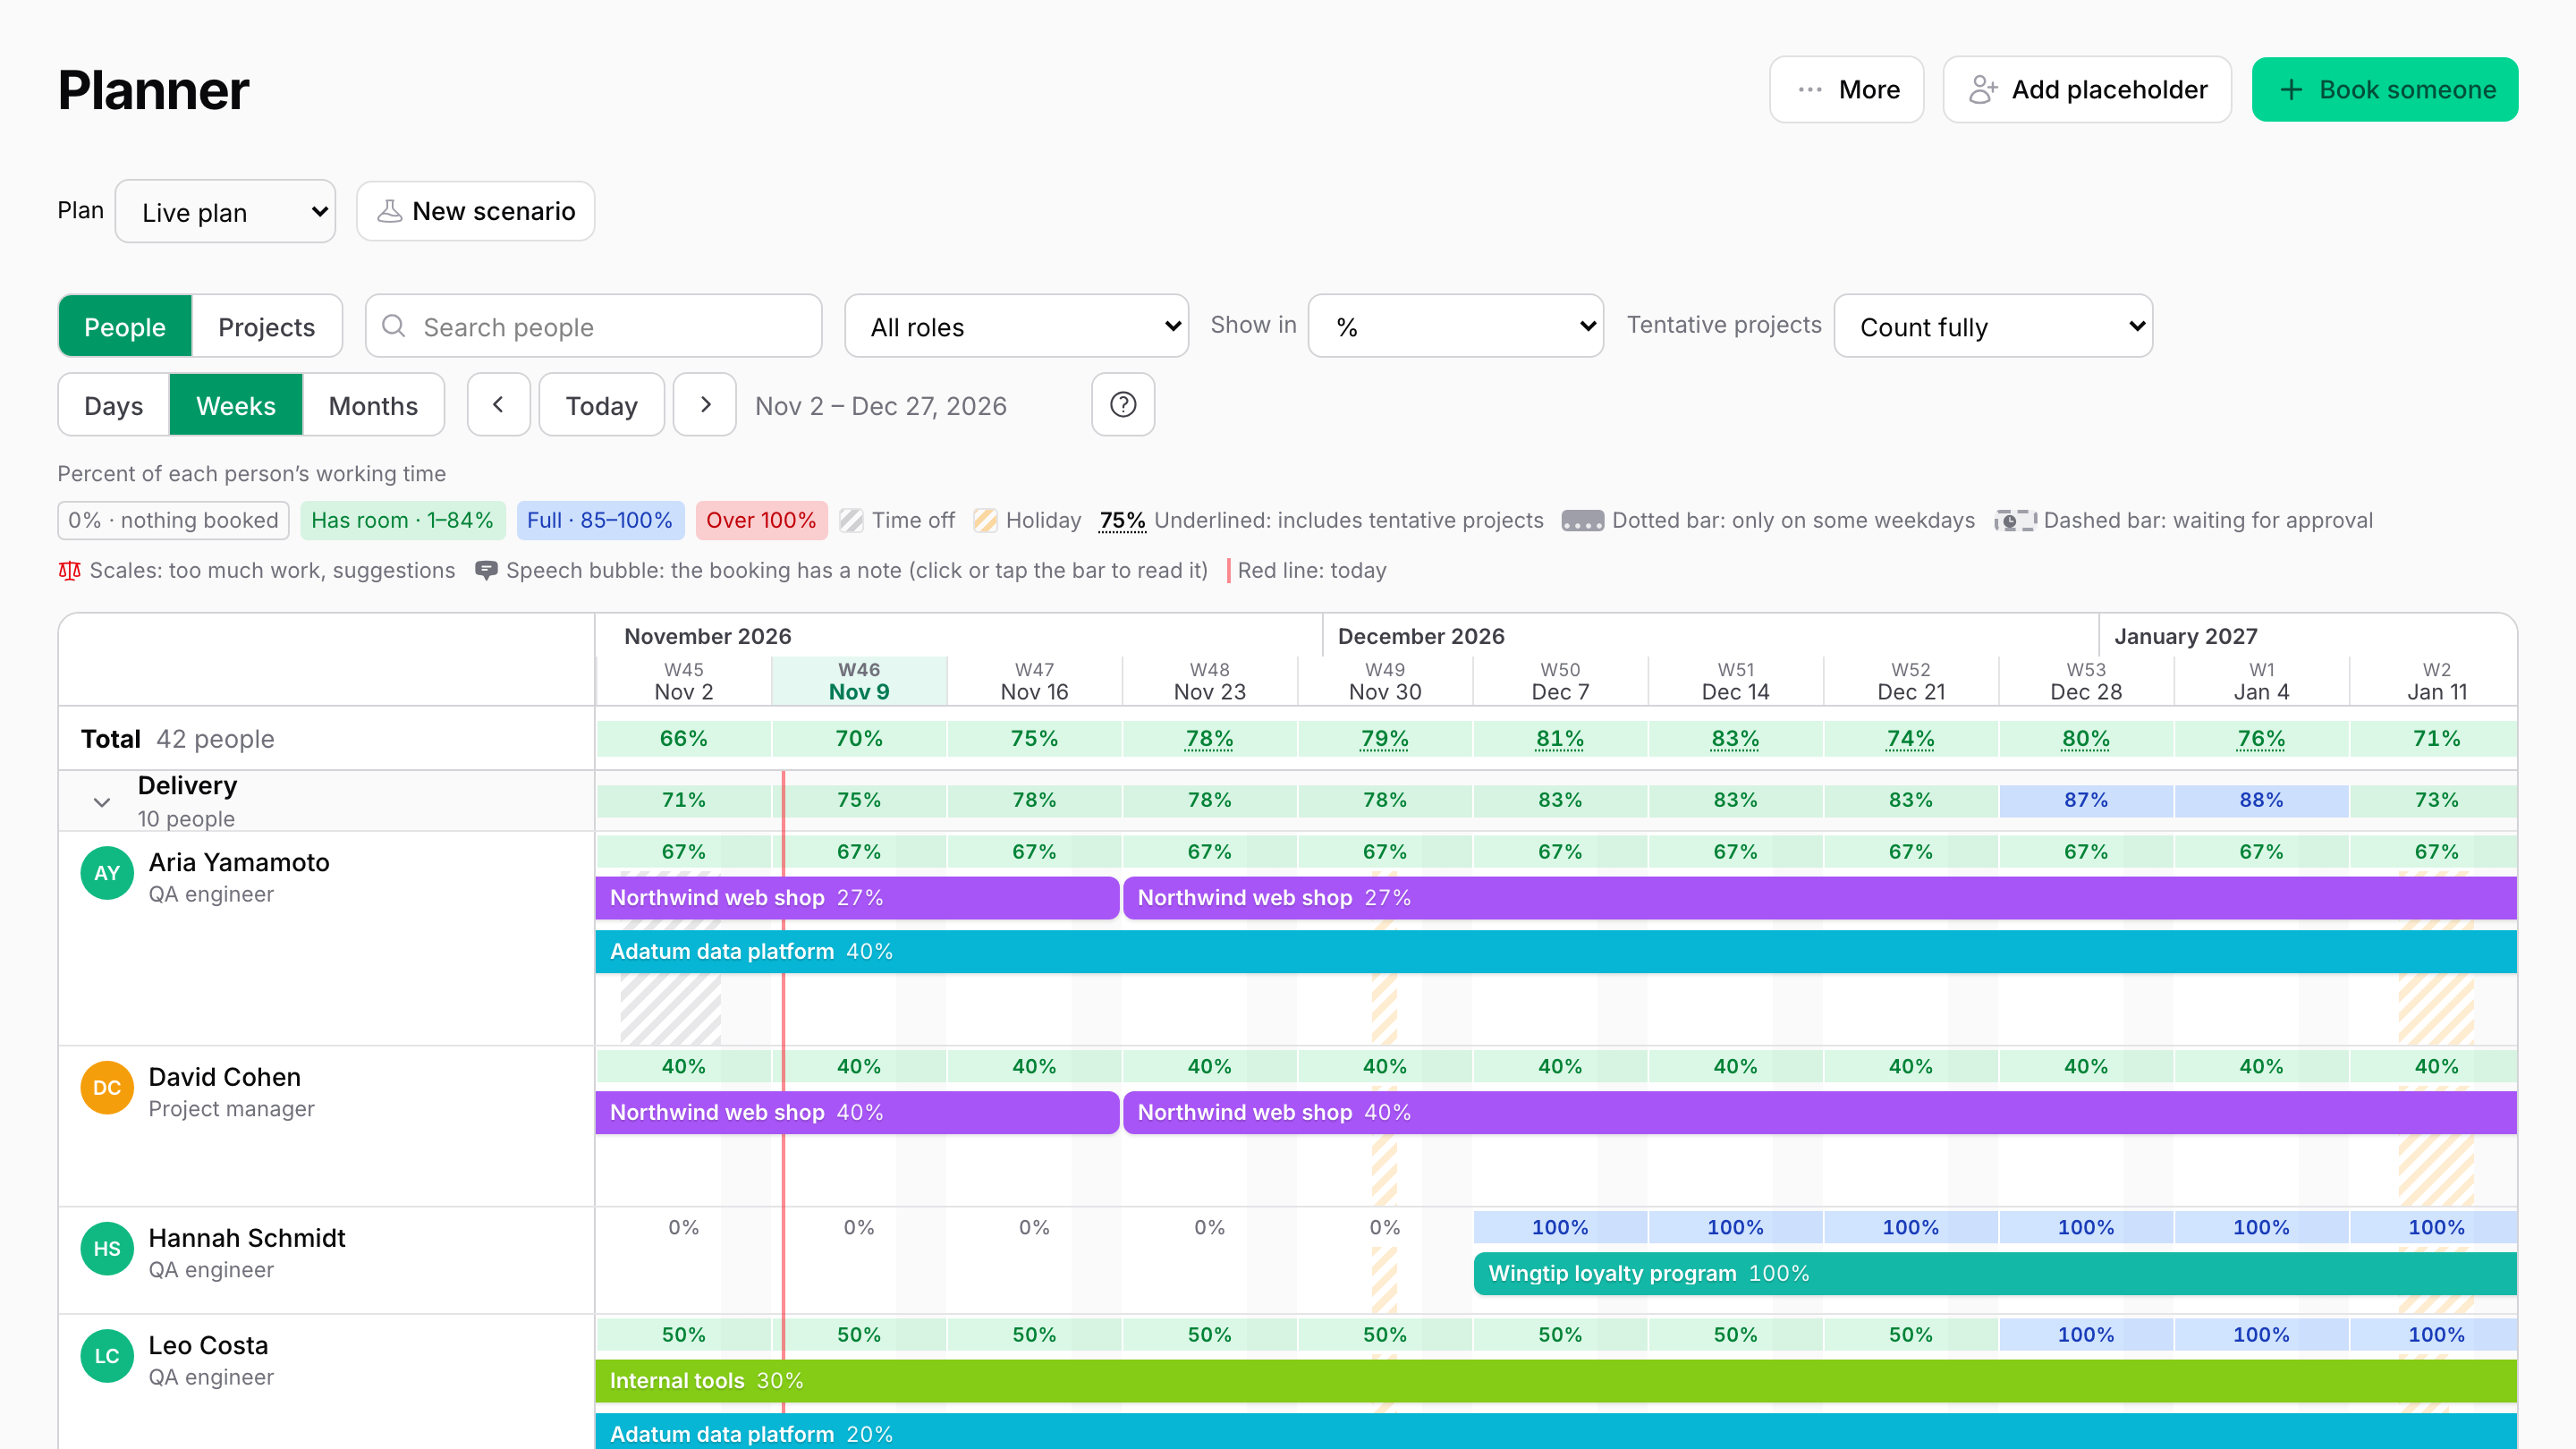 Planner
More
Add placeholder
Book someone
Plan
Live plan
New scenario
People
Projects
Search people
All roles
Show in
%
Tentative projects
Count fully
Days
Weeks
Months
Today
Nov 2 – Dec 27, 2026
Percent of each person’s working time
0% · nothing booked
Has room · 1–84%
Full · 85–100%
Over 100%
Time off
Holiday
75% Underlined: includes tentative projects
Dotted bar: only on some weekdays
Dashed bar: waiting for approval
Scales: too much work, suggestions
Speech bubble: the booking has a note (click or tap the bar to read it)
Red line: today
November 2026 December 2026 January 2027
W45 W46 W47 W48 W49 W50 W51 W52 W53 W1 W2
Nov 2 Nov 9 Nov 16 Nov 23 Nov 30 Dec 7 Dec 14 Dec 21 Dec 28 Jan 4 Jan 11
Total 42 people 66% 70% 75% 78% 79% 81% 83% 74% 80% 76% 71%
Delivery
10 people
71% 75% 78% 78% 78% 83% 83% 83% 87% 88% 73%
AY
Aria Yamamoto
QA engineer
67% 67% 67% 67% 67% 67% 67% 67% 67% 67% 67%
Northwind web shop 27% Northwind web shop 27%
Adatum data platform 40%
DC
David Cohen
Project manager
40% 40% 40% 40% 40% 40% 40% 40% 40% 40% 40%
Northwind web shop 40% Northwind web shop 40%
HS
Hannah Schmidt
QA engineer
0% 0% 0% 0% 0% 100% 100% 100% 100% 100% 100%
Wingtip loyalty program 100%
LC
Leo Costa
QA engineer
50% 50% 50% 50% 50% 50% 50% 50% 100% 100% 100%
Internal tools 30%
Adatum data platform 20%